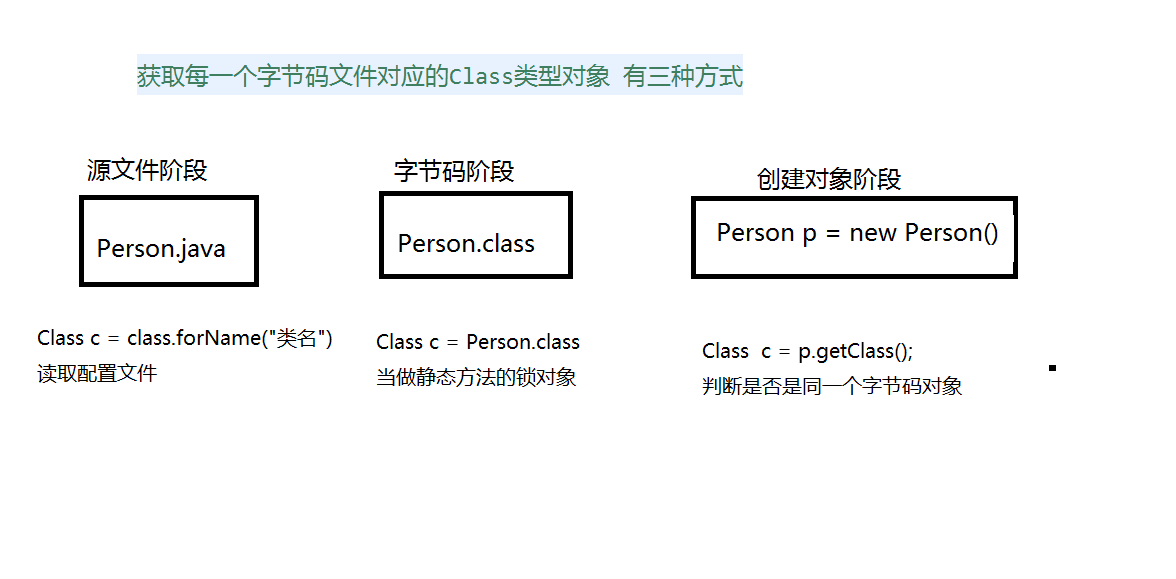 获取每一个字节码文件对应的Class类型对象 有三种方式
源文件阶段
Person.java
Class c = class.forName("类名")
读取配置文件
字节码阶段
Person.class
Class c = Person.class
当做静态方法的锁对象
创建对象阶段
Person p = new Person()
Class c = p.getClass();
判断是否是同一个字节码对象